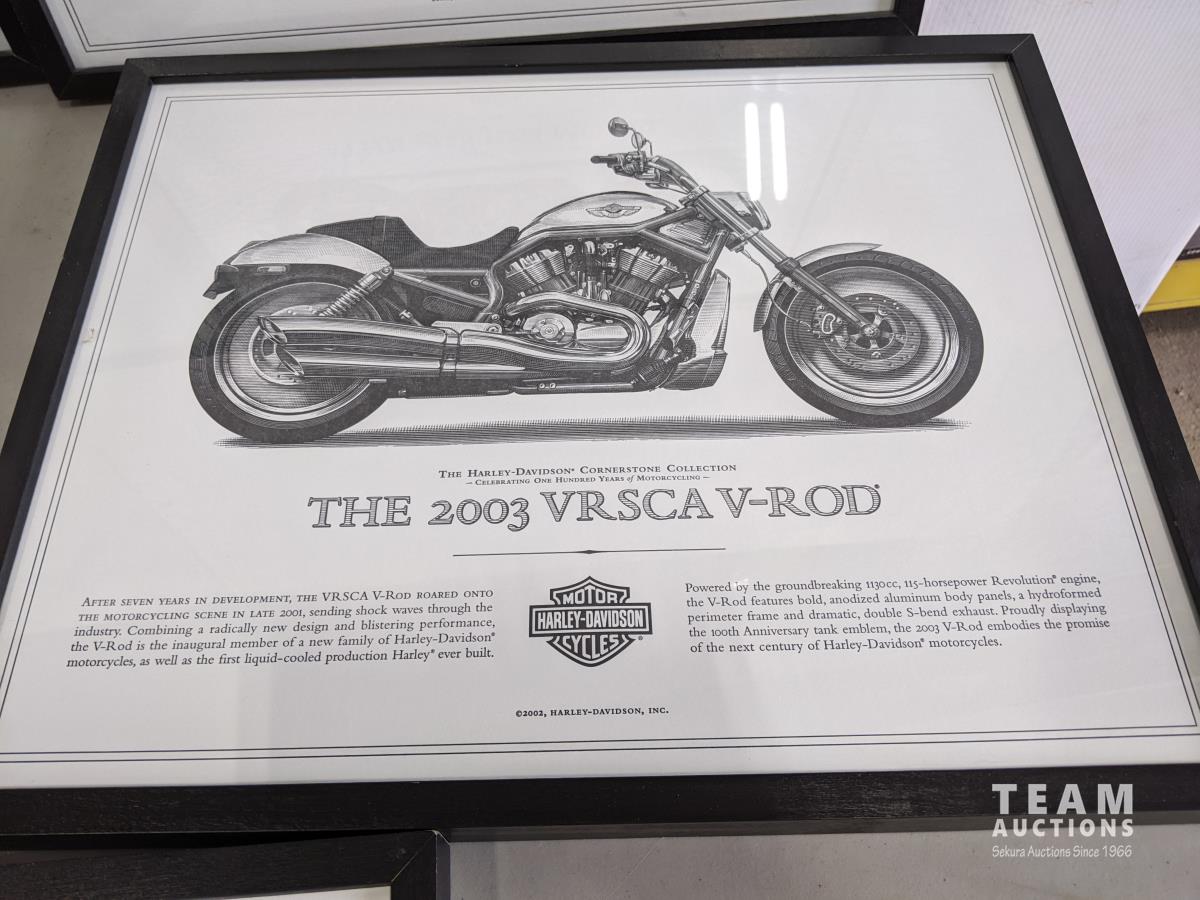 The Harley-Davidson® Cornerstone Collection
– Celebrating One Hundred Years of Motorcycling –
THE 2003 VRSCA V-ROD®
After seven years in development, the VRSCA V-Rod roared onto
the motorcycling scene in late 2001, sending shock waves through the
industry. Combining a radically new design and blistering performance,
the V-Rod is the inaugural member of a new family of Harley-Davidson®
motorcycles, as well as the first liquid-cooled production Harley® ever built.
MOTOR
HARLEY-DAVIDSON
CYCLES®
Powered by the groundbreaking 1130cc, 115-horsepower Revolution® engine,
the V-Rod features bold, anodized aluminum body panels, a hydroformed
perimeter frame and dramatic, double S-bend exhaust. Proudly displaying
the 100th Anniversary tank emblem, the 2003 V-Rod embodies the promise
of the next century of Harley-Davidson® motorcycles.
©2002, HARLEY-DAVIDSON, INC.
TEAM
AUCTIONS
Sekura Auctions Since 1966